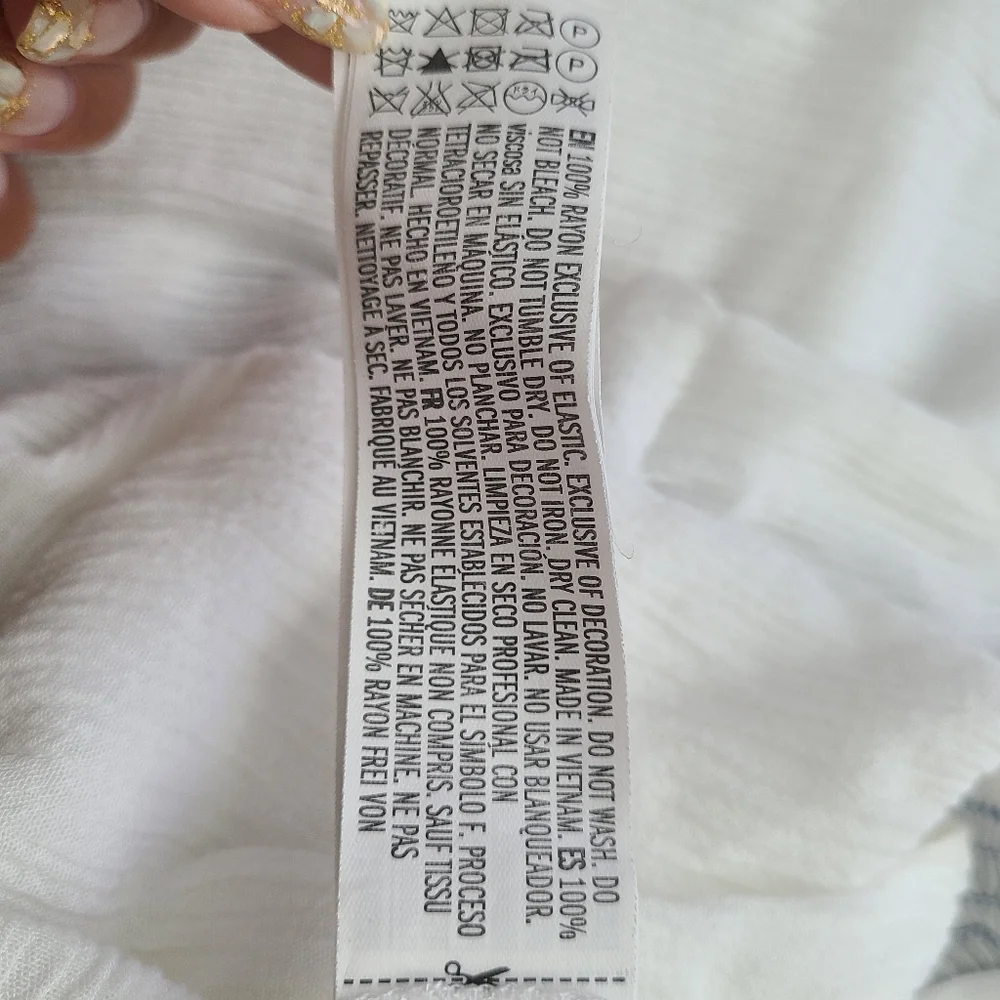 P
P
EN 100% RAYON EXCLUSIVE OF ELASTIC. EXCLUSIVE OF DECORATION. DO NOT WASH. DO
NOT BLEACH. DO NOT TUMBLE DRY. DO NOT IRON. DRY CLEAN. MADE IN VIETNAM. ES 100%
viscosa SIN ELÁSTICO. EXCLUSIVO PARA DECORACIÓN. NO LAVAR. NO USAR BLANQUEADOR.
NO SECAR EN MÁQUINA. NO PLANCHAR. LIMPIEZA EN SECO PROFESIONAL CON
TETRACLOROETILENO Y TODOS LOS SOLVENTES ESTABLECIDOS PARA EL SÍMBOLO F. PROCESO
NORMAL. HECHO EN VIETNAM. FR 100% RAYONNE ÉLASTIQUE NON COMPRIS. SAUF TISSU
DÉCORATIF. NE PAS LAVER. NE PAS BLANCHIR. NE PAS SÉCHER EN MACHINE. NE PAS
REPASSER. NETTOYAGE À SEC. FABRIQUÉ AU VIETNAM. DE 100% RAYON FREI VON